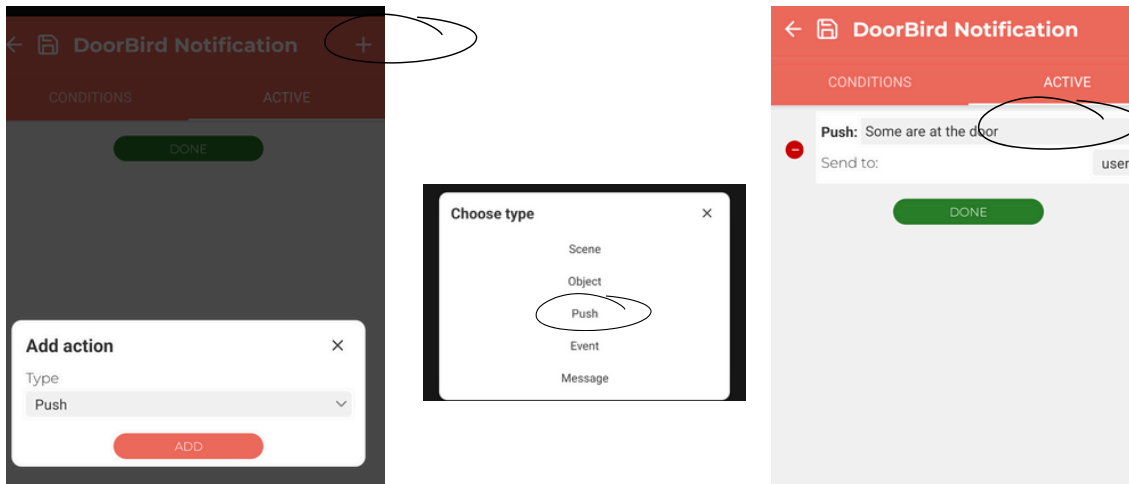 DoorBird Notification
CONDITIONS ACTIVE
DONE
Add action
Type
Push
ADD
Choose type
Scene
Object
Push
Event
Message
DoorBird Notification
CONDITIONS ACTIVE
Push: Some are at the door
Send to: user
DONE